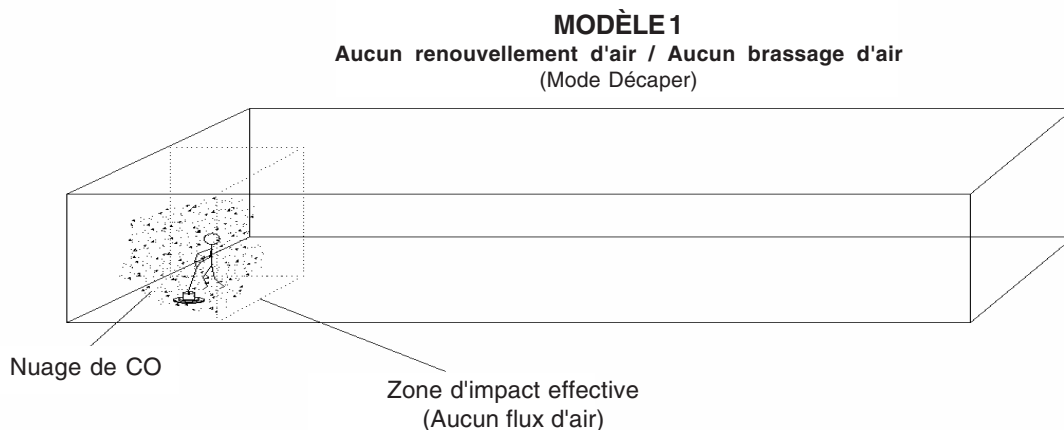 MODÈLE 1
Aucun renouvellement d'air / Aucun brassage d'air
(Mode Décaper)
Nuage de CO
Zone d'impact effective
(Aucun flux d'air)